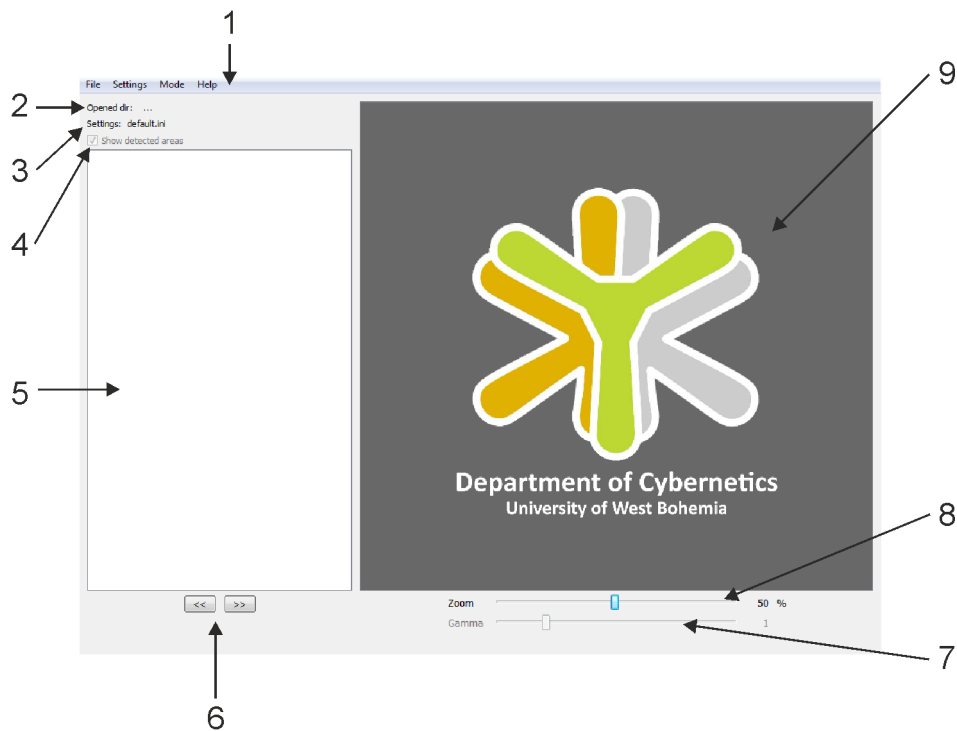 1
File Settings Mode Help
9
2
Opened dir: ...
Settings: default.ini
3
Show detected areas
4
5
Department of Cybernetics
University of West Bohemia
8
<< >>
Zoom 50 %
Gamma 1
7
6